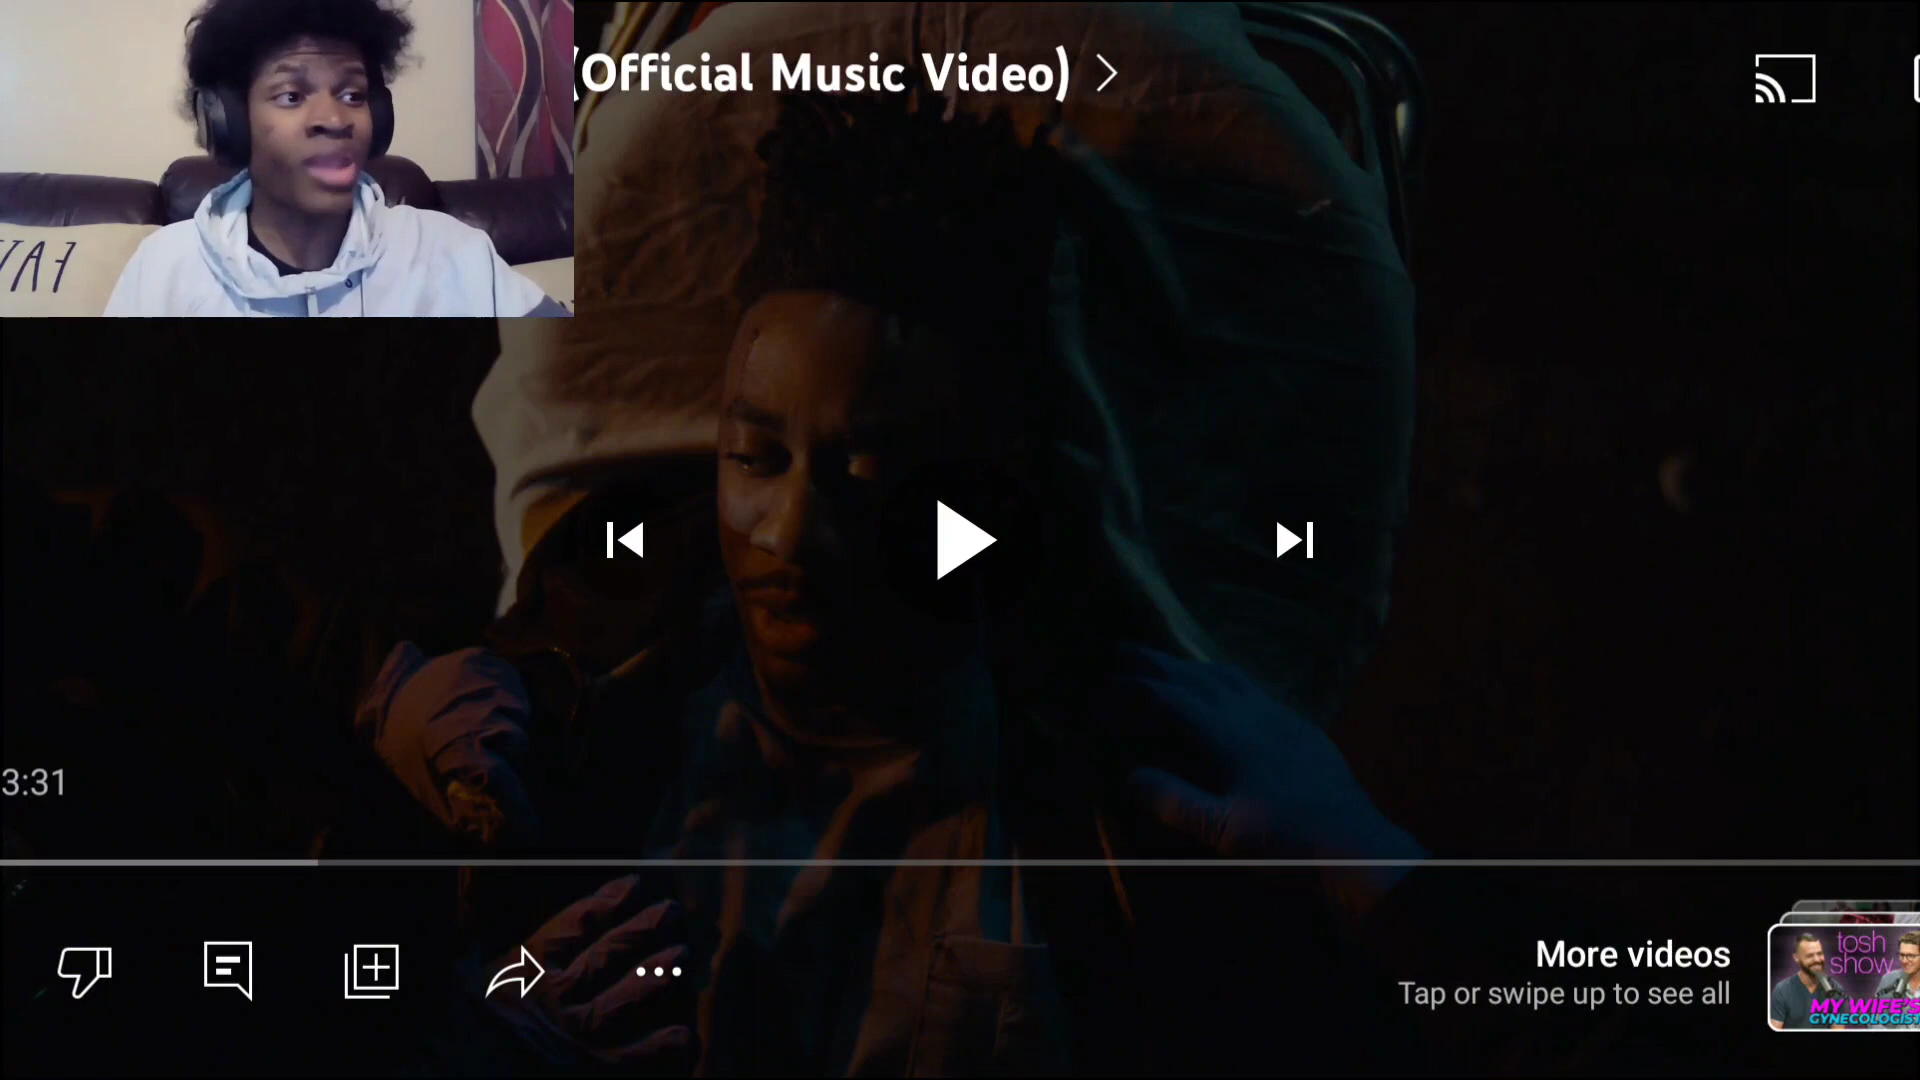 (Official Music Video)
3:31
More videos
Tap or swipe up to see all
tosh
show
MY WIFE'S
GYNECOLOGIST